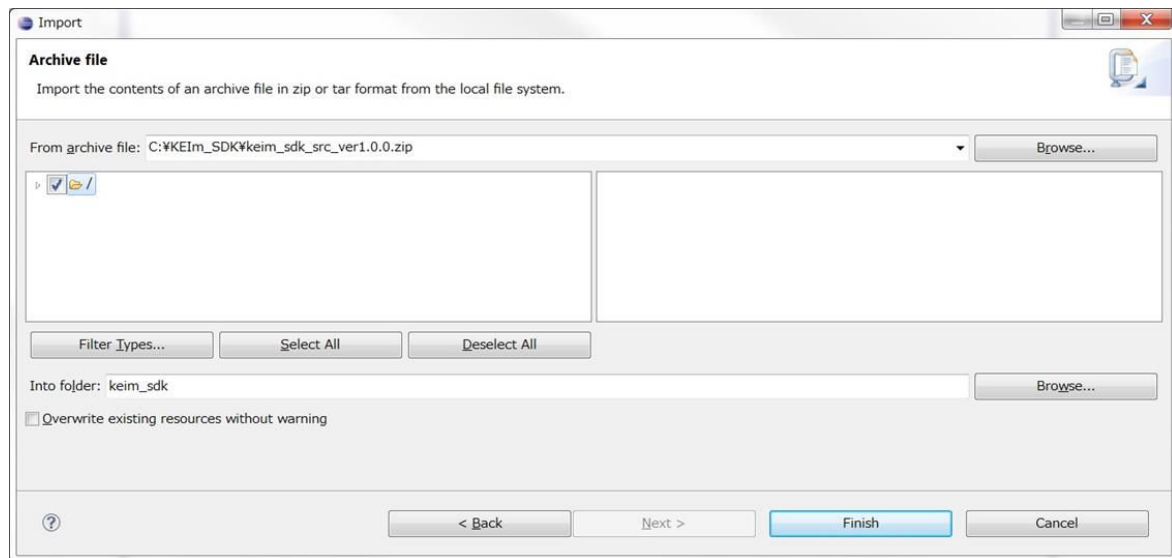 Import
Archive file
Import the contents of an archive file in zip or tar format from the local file system.
From archive file: C:¥KEIm_SDK¥keim_sdk_src_ver1.0.0.zip Browse...
/
Filter Types... Select All Deselect All
Into folder: keim_sdk Browse...
Overwrite existing resources without warning
? < Back Next > Finish Cancel